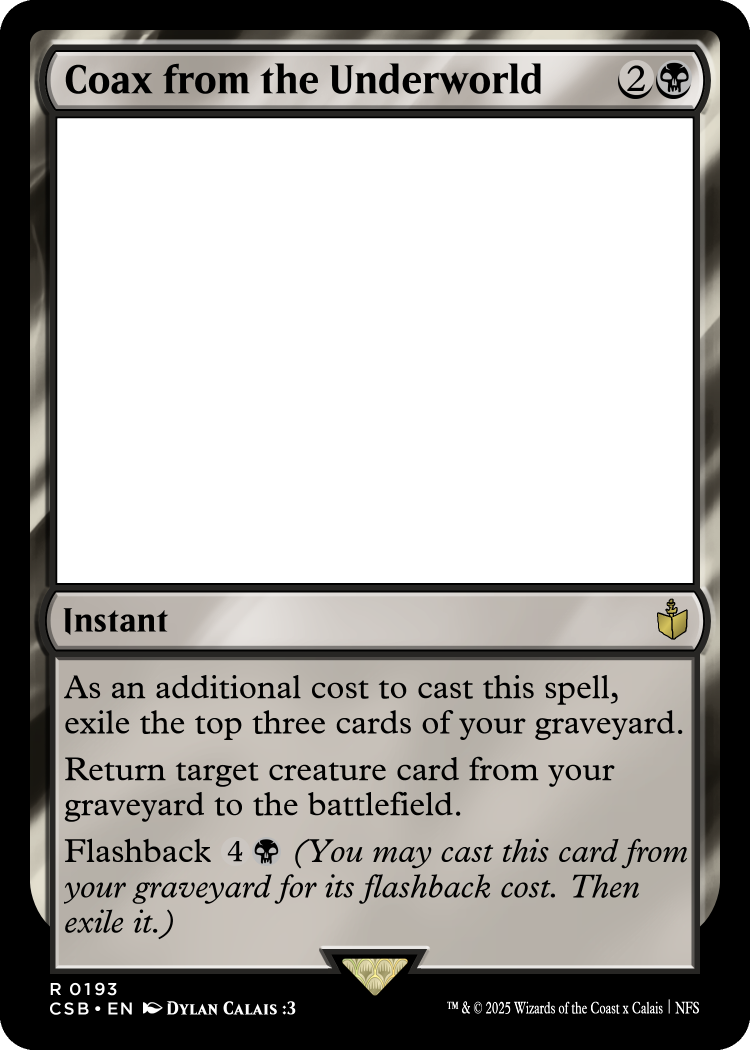 Coax from the Underworld 2
Instant
As an additional cost to cast this spell,
exile the top three cards of your graveyard.
Return target creature card from your
graveyard to the battlefield.
Flashback 4 (You may cast this card from
your graveyard for its flashback cost. Then
exile it.)
R 0193
CSB • EN DYLAN CALAIS :3
™ & © 2025 Wizards of the Coast x Calais | NFS